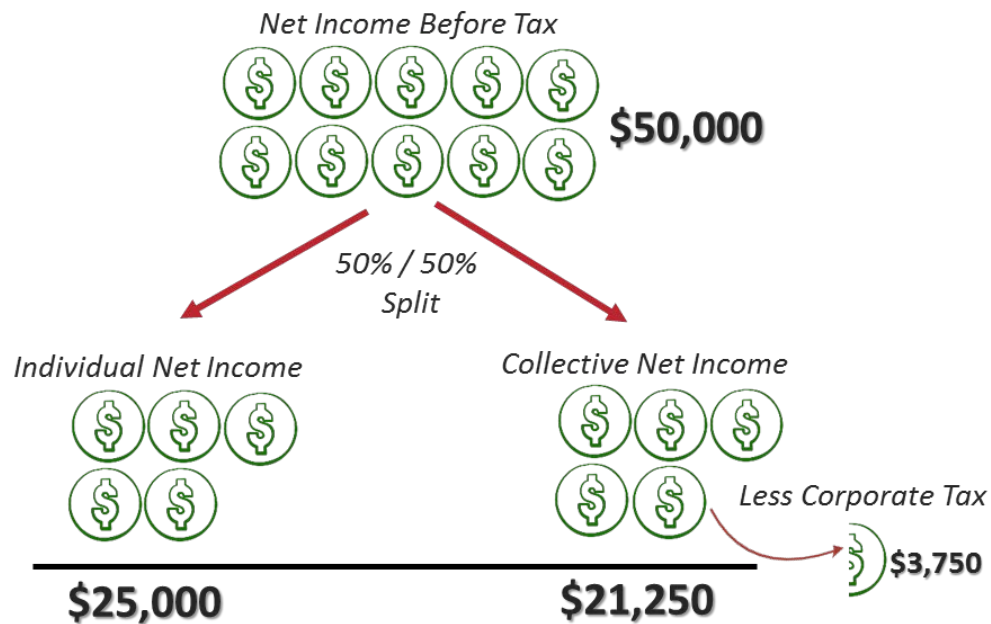 Net Income Before Tax
$50,000
50% / 50%
Split
Individual Net Income
Collective Net Income
Less Corporate Tax
$3,750
$25,000
$21,250